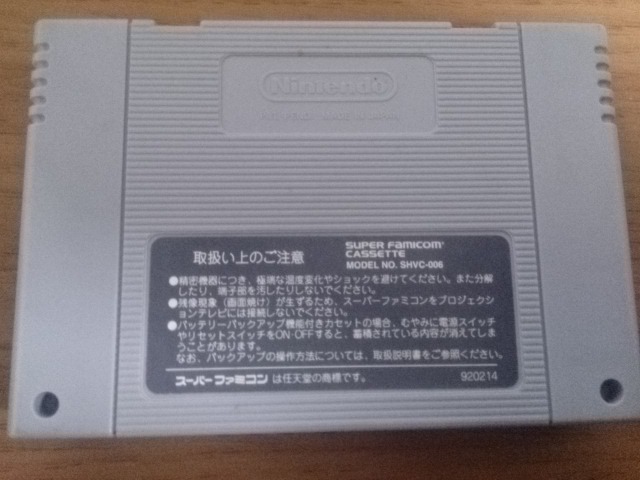 Nintendo
PAT. PEND. MADE IN JAPAN
取扱い上のご注意
SUPER FAMICOM
CASSETTE
MODEL NO. SHVC-006
●精密機器につき、極端な温度変化やショックを避けてください。また分解
したり、端子部を汚したりしないでください。
●残像現象（画面焼け）が生ずるため、スーパーファミコンをプロジェクシ
ョンテレビには接続しないでください。
●バッテリーバックアップ機能付きカセットの場合、むやみに電源スイッチ
やリセットスイッチをON・OFFすると、蓄積されている内容が消えてしま
うことがあります。
なお、バックアップの操作方法については、取扱説明書をご参照ください。
スーパーファミコン は任天堂の商標です。 920214